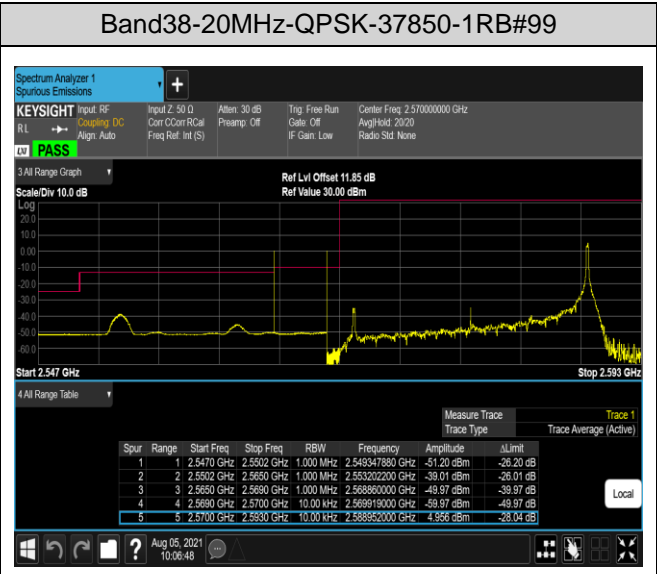 Band38-20MHz-QPSK-37850-1RB#99
Spectrum Analyzer 1
Spurious Emissions
+
KEYSIGHT Input: RF Input Z: 50 Ω Atten: 30 dB Trig: Free Run Center Freq: 2.570000000 GHz
RL Coupling: DC Corr CCorr RCal Preamp: Off Gate: Off Avg|Hold: 20/20
Align: Auto Freq Ref: Int (S) IF Gain: Low Radio Std: None
LXI PASS
3 All Range Graph
Ref Lvl Offset 11.85 dB
Scale/Div 10.0 dB Ref Value 30.00 dBm
Log
20.0
10.0
0.00
-10.0
-20.0
-30.0
-40.0
-50.0
-60.0
Start 2.547 GHz Stop 2.593 GHz
4 All Range Table
Measure Trace Trace 1
Trace Type Trace Average (Active)
Spur Range Start Freq Stop Freq RBW Frequency Amplitude ΔLimit
1 1 2.5470 GHz 2.5502 GHz 1.000 MHz 2.549347880 GHz -51.20 dBm -26.20 dB
2 2 2.5502 GHz 2.5650 GHz 1.000 MHz 2.553202200 GHz -39.01 dBm -26.01 dB
3 3 2.5650 GHz 2.5690 GHz 1.000 MHz 2.568860000 GHz -49.97 dBm -39.97 dB
4 4 2.5690 GHz 2.5700 GHz 10.00 kHz 2.569919000 GHz -59.97 dBm -49.97 dB
5 5 2.5700 GHz 2.5930 GHz 10.00 kHz 2.588952000 GHz 4.956 dBm -28.04 dB
Local
? Aug 05, 2021
10:06:48